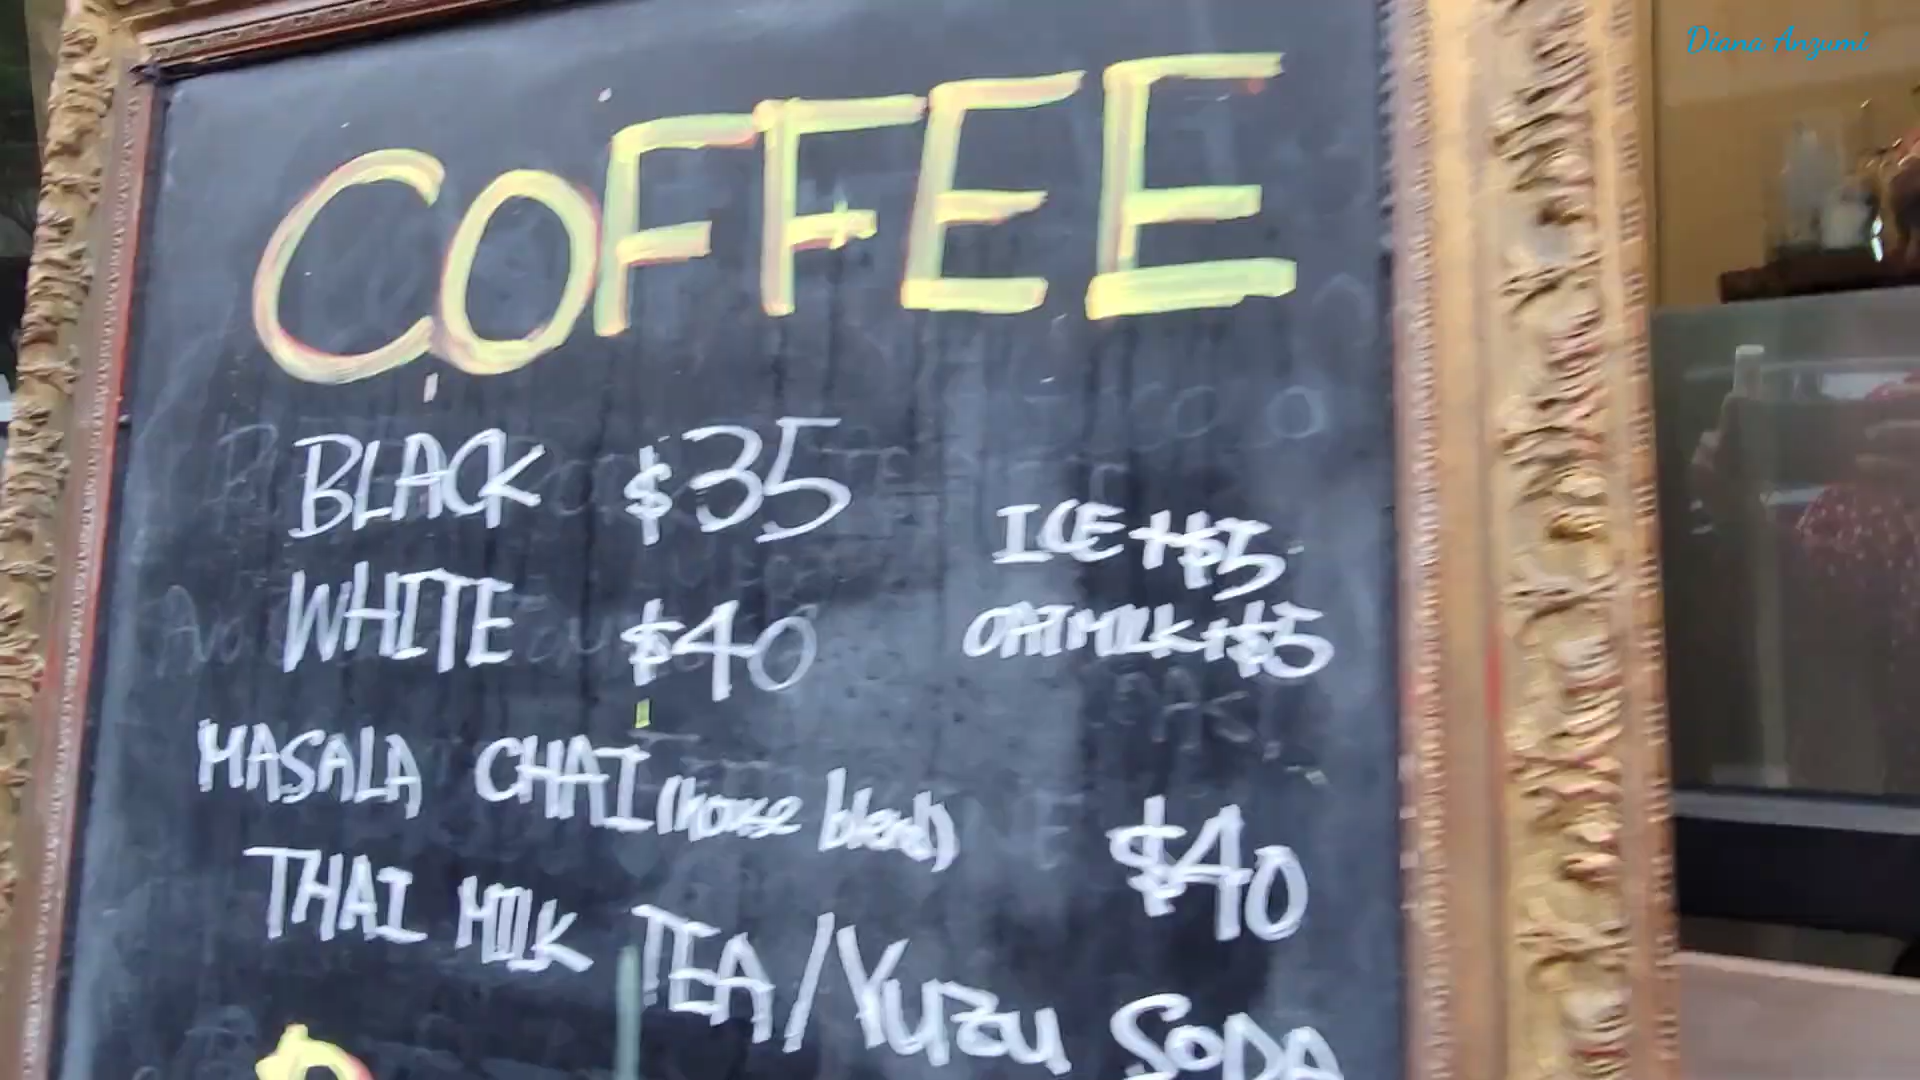 Diana Anzumi
COFFEE
BLACK $35
WHITE $40
ICE +$5
OATMILK +$5
MASALA CHAI (house blend) $40
THAI MILK TEA / YUZU SODA